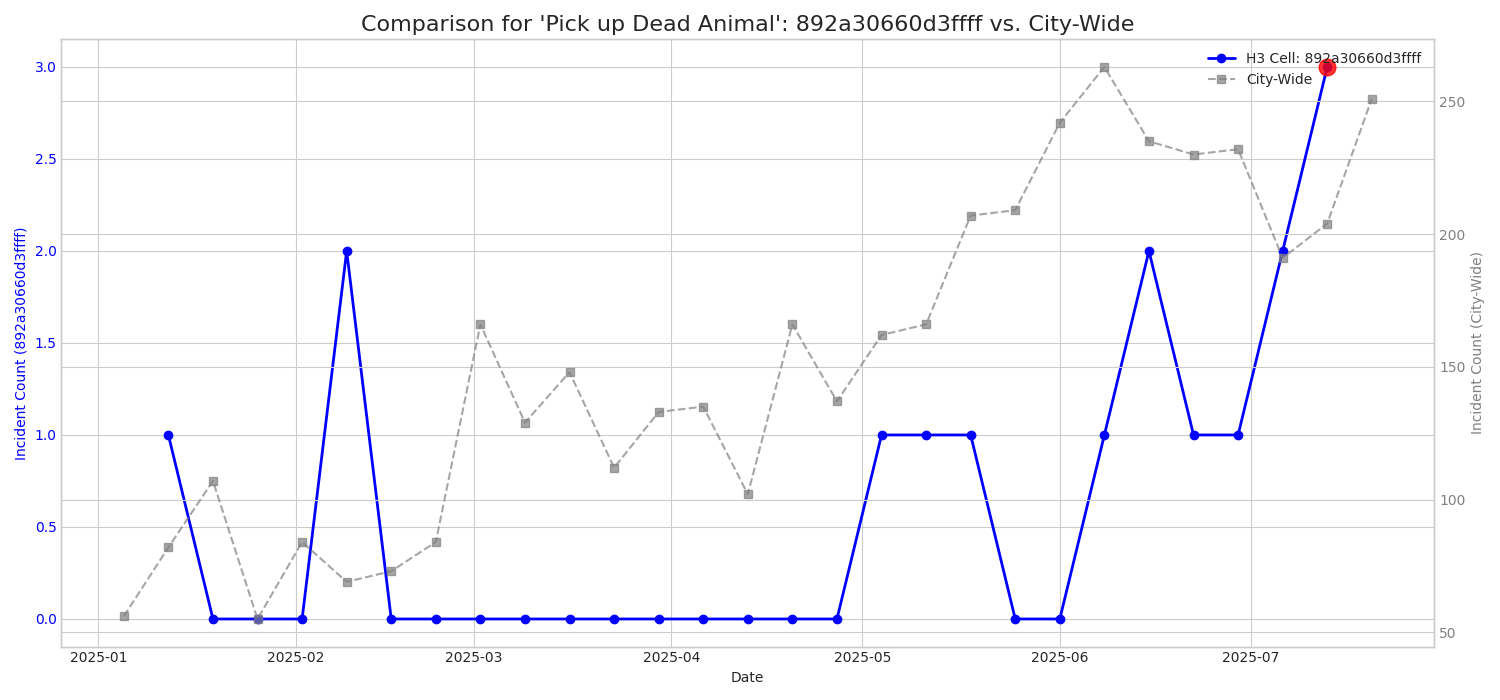 Comparison for 'Pick up Dead Animal': 892a30660d3ffff vs. City-Wide
H3 Cell: 892a30660d3ffff
City-Wide
Incident Count (892a30660d3ffff)
3.0
2.5
2.0
1.5
1.0
0.5
0.0
250
200
150
100
50
Incident Count (City-Wide)
2025-01 2025-02 2025-03 2025-04 2025-05 2025-06 2025-07
Date